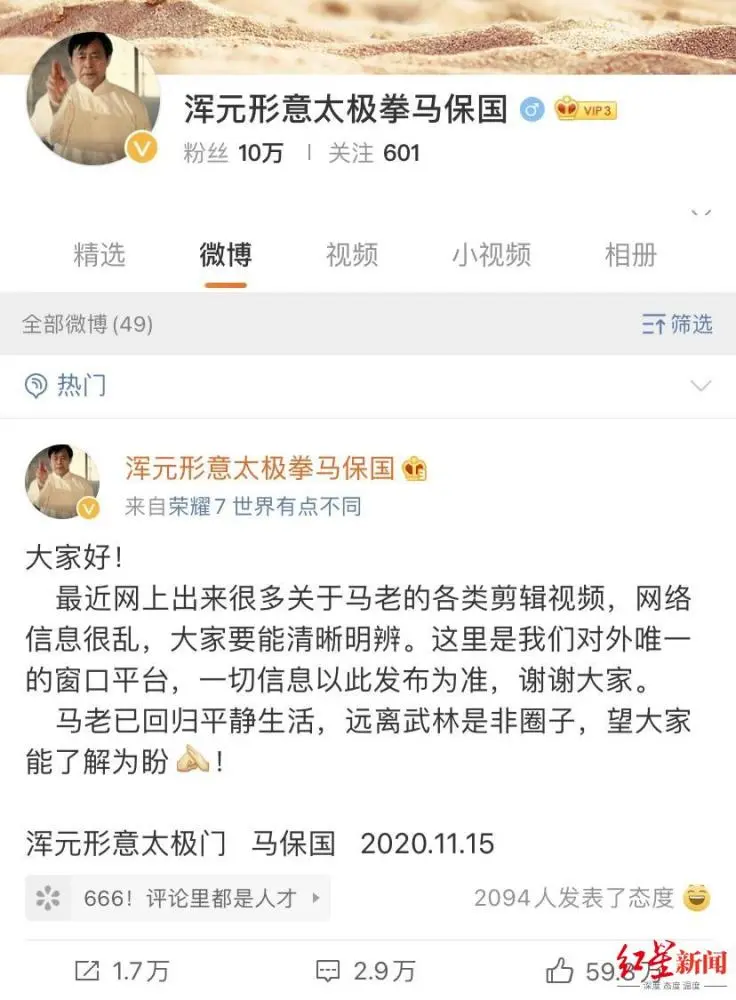 浑元形意太极拳马保国 VIP 3
粉丝 10万 | 关注 601
精选 微博 视频 小视频 相册
全部微博(49) 筛选
热门
浑元形意太极拳马保国
来自荣耀7 世界有点不同
大家好！
最近网上出来很多关于马老的各类剪辑视频，网络
信息很乱，大家要能清晰明辨。这里是我们对外唯一
的窗口平台，一切信息以此发布为准，谢谢大家。
马老已回归平静生活，远离武林是非圈子，望大家
能了解为盼！
浑元形意太极门 马保国 2020.11.15
666！评论里都是人才 2094人发表了态度
1.7万 2.9万
红星新闻
深度 态度 温度